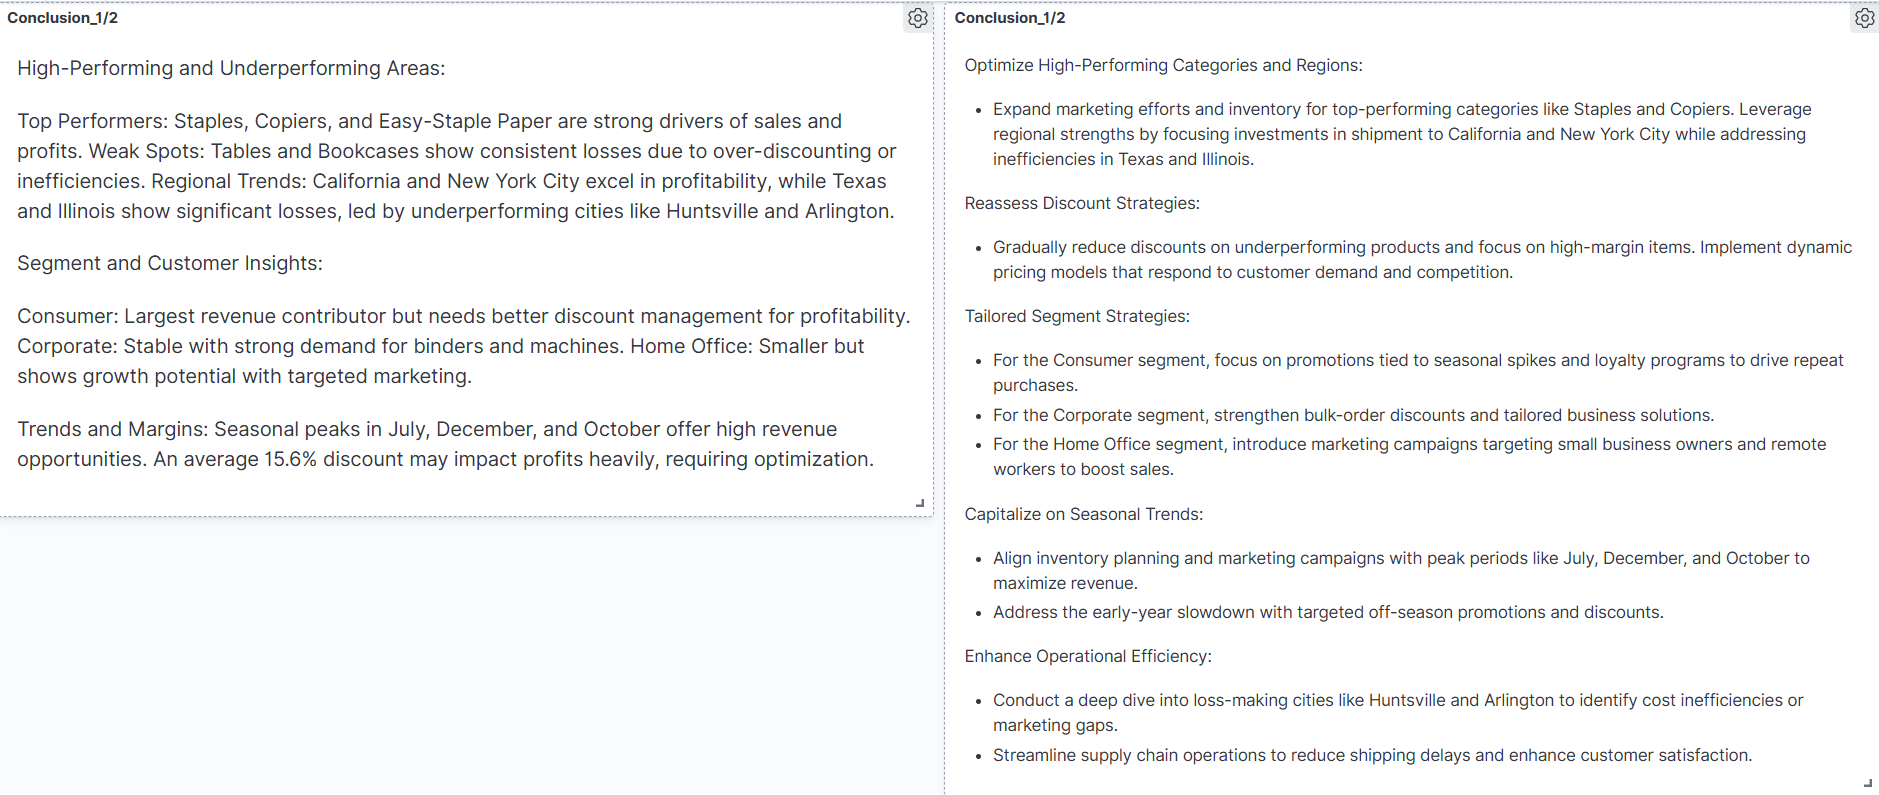 Conclusion_1/2
High-Performing and Underperforming Areas:
Top Performers: Staples, Copiers, and Easy-Staple Paper are strong drivers of sales and
profits. Weak Spots: Tables and Bookcases show consistent losses due to over-discounting or
inefficiencies. Regional Trends: California and New York City excel in profitability, while Texas
and Illinois show significant losses, led by underperforming cities like Huntsville and Arlington.
Segment and Customer Insights:
Consumer: Largest revenue contributor but needs better discount management for profitability.
Corporate: Stable with strong demand for binders and machines. Home Office: Smaller but
shows growth potential with targeted marketing.
Trends and Margins: Seasonal peaks in July, December, and October offer high revenue
opportunities. An average 15.6% discount may impact profits heavily, requiring optimization.
Conclusion_1/2
Optimize High-Performing Categories and Regions:
• Expand marketing efforts and inventory for top-performing categories like Staples and Copiers. Leverage
regional strengths by focusing investments in shipment to California and New York City while addressing
inefficiencies in Texas and Illinois.
Reassess Discount Strategies:
• Gradually reduce discounts on underperforming products and focus on high-margin items. Implement dynamic
pricing models that respond to customer demand and competition.
Tailored Segment Strategies:
• For the Consumer segment, focus on promotions tied to seasonal spikes and loyalty programs to drive repeat
purchases.
• For the Corporate segment, strengthen bulk-order discounts and tailored business solutions.
• For the Home Office segment, introduce marketing campaigns targeting small business owners and remote
workers to boost sales.
Capitalize on Seasonal Trends:
• Align inventory planning and marketing campaigns with peak periods like July, December, and October to
maximize revenue.
• Address the early-year slowdown with targeted off-season promotions and discounts.
Enhance Operational Efficiency:
• Conduct a deep dive into loss-making cities like Huntsville and Arlington to identify cost inefficiencies or
marketing gaps.
• Streamline supply chain operations to reduce shipping delays and enhance customer satisfaction.